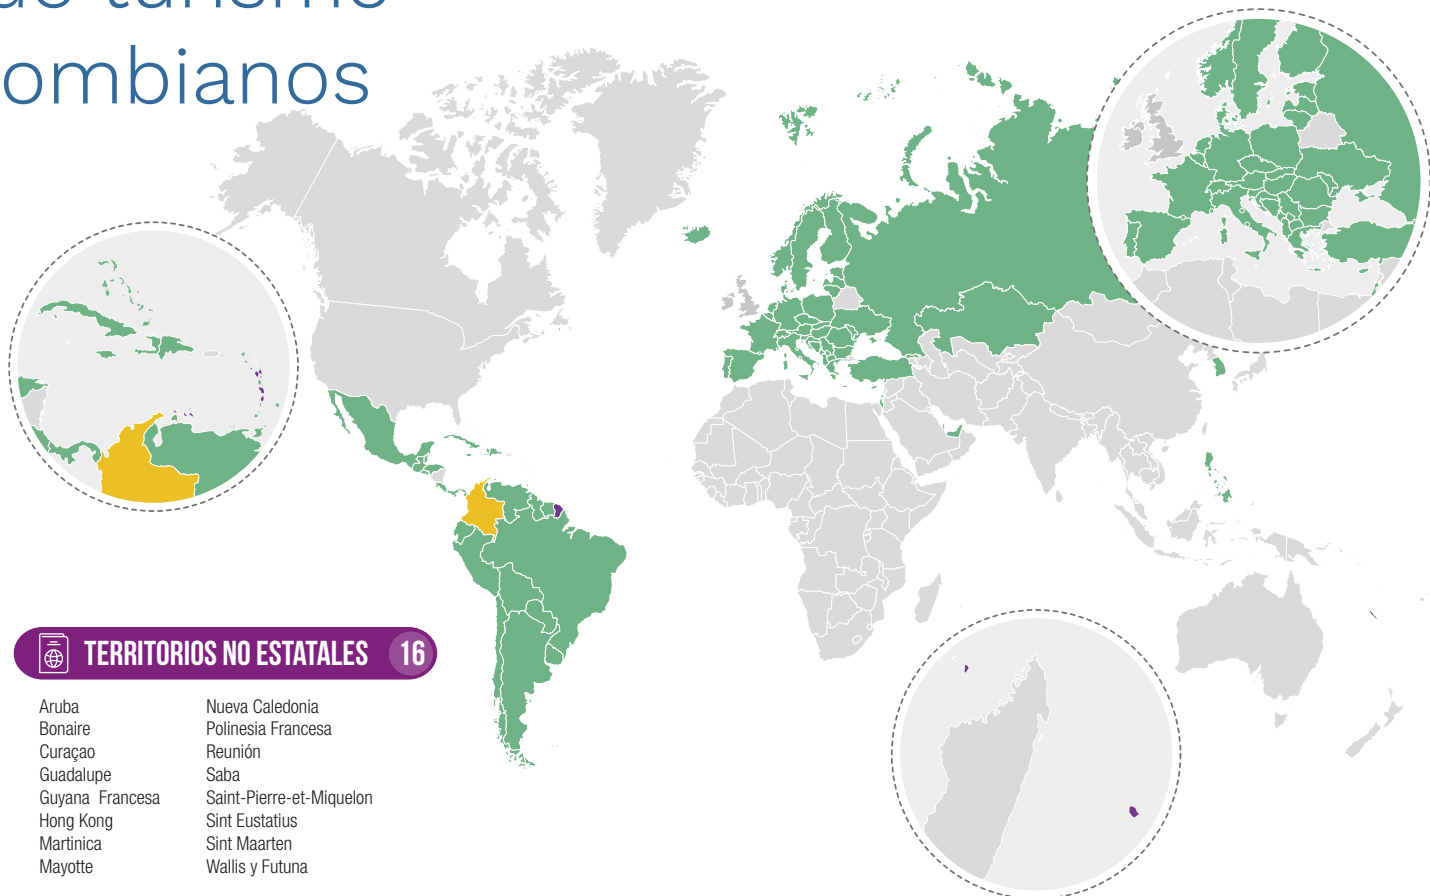 turismo
ombianos
TERRITORIOS NO ESTATALES 16
Aruba
Bonaire
Curaçao
Guadalupe
Guyana Francesa
Hong Kong
Martinica
Mayotte
Nueva Caledonia
Polinesia Francesa
Reunión
Saba
Saint-Pierre-et-Miquelon
Sint Eustatius
Sint Maarten
Wallis y Futuna